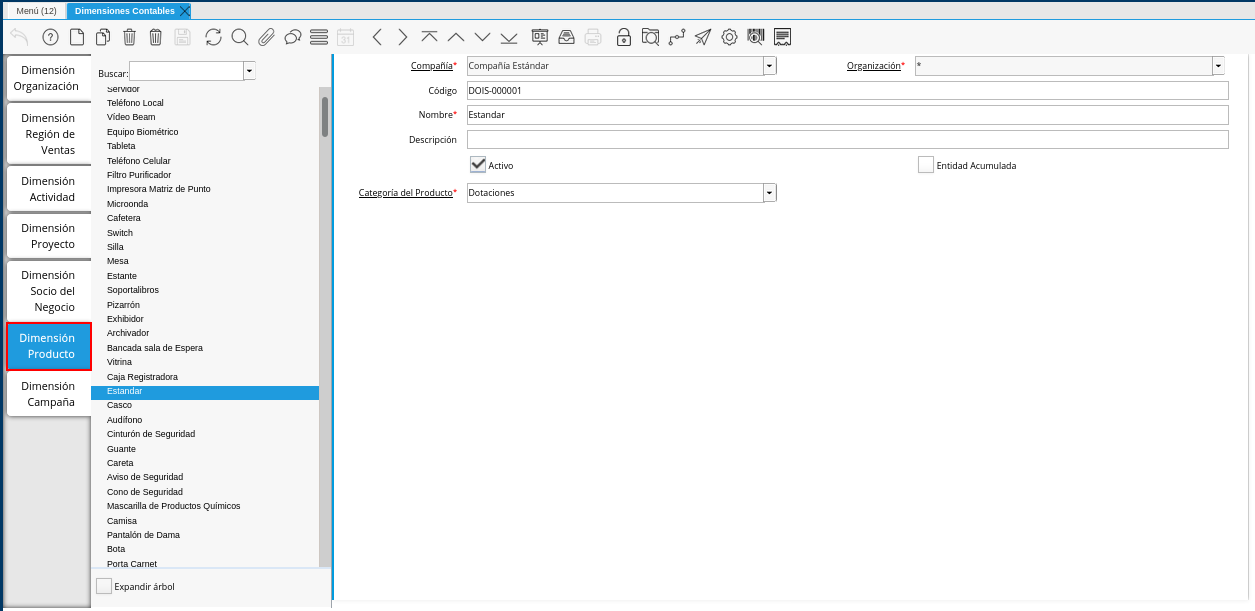 Menú (12)
Dimensiones Contables
Dimensión
Organización
Dimensión
Región de
Ventas
Dimensión
Actividad
Dimensión
Proyecto
Dimensión
Socio del
Negocio
Dimensión
Producto
Dimensión
Campaña
Buscar:
Servidor
Teléfono Local
Vídeo Beam
Equipo Biométrico
Tableta
Teléfono Celular
Filtro Purificador
Impresora Matriz de Punto
Microonda
Cafetera
Switch
Silla
Mesa
Estante
Soportalibros
Pizarrón
Exhibidor
Archivador
Bancada sala de Espera
Vitrina
Caja Registradora
Estandar
Casco
Audífono
Cinturón de Seguridad
Guante
Careta
Aviso de Seguridad
Cono de Seguridad
Mascarilla de Productos Químicos
Camisa
Pantalón de Dama
Bota
Porta Carnet
Expandir árbol
Compañía* Compañía Estándar
Organización* *
Código DOIS-000001
Nombre* Estandar
Descripción
Activo
Entidad Acumulada
Categoría del Producto* Dotaciones
31